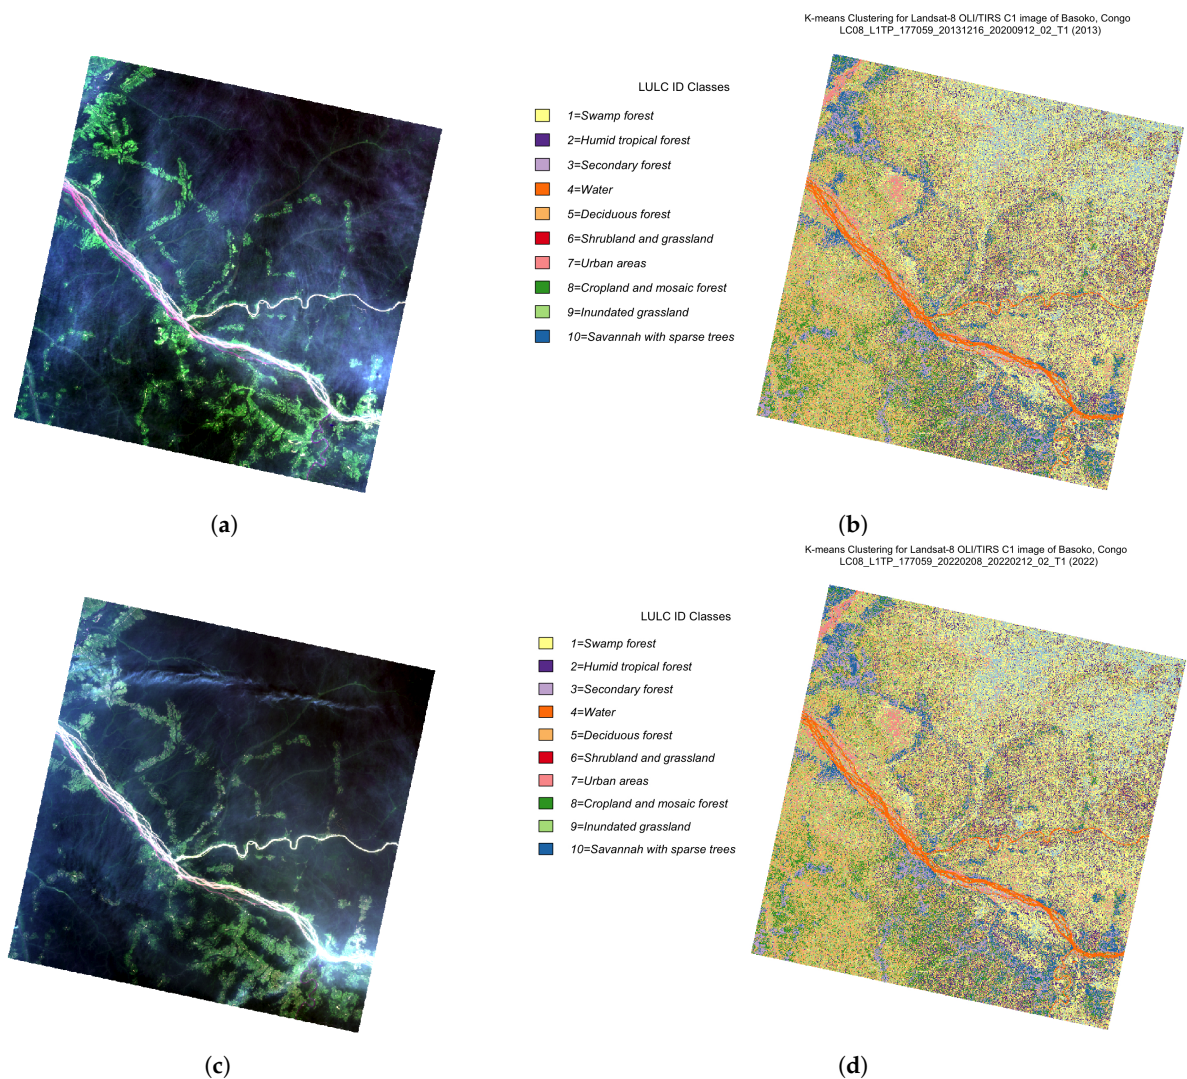 K-means Clustering for Landsat-8 OLI/TIRS C1 image of Basoko, Congo
LC08_L1TP_177059_20131216_20200912_02_T1 (2013)
LULC ID Classes
1=Swamp forest
2=Humid tropical forest
3=Secondary forest
4=Water
5=Deciduous forest
6=Shrubland and grassland
7=Urban areas
8=Cropland and mosaic forest
9=Inundated grassland
10=Savannah with sparse trees
(a)
(b)
K-means Clustering for Landsat-8 OLI/TIRS C1 image of Basoko, Congo
LC08_L1TP_177059_20220208_20220212_02_T1 (2022)
LULC ID Classes
1=Swamp forest
2=Humid tropical forest
3=Secondary forest
4=Water
5=Deciduous forest
6=Shrubland and grassland
7=Urban areas
8=Cropland and mosaic forest
9=Inundated grassland
10=Savannah with sparse trees
(c)
(d)